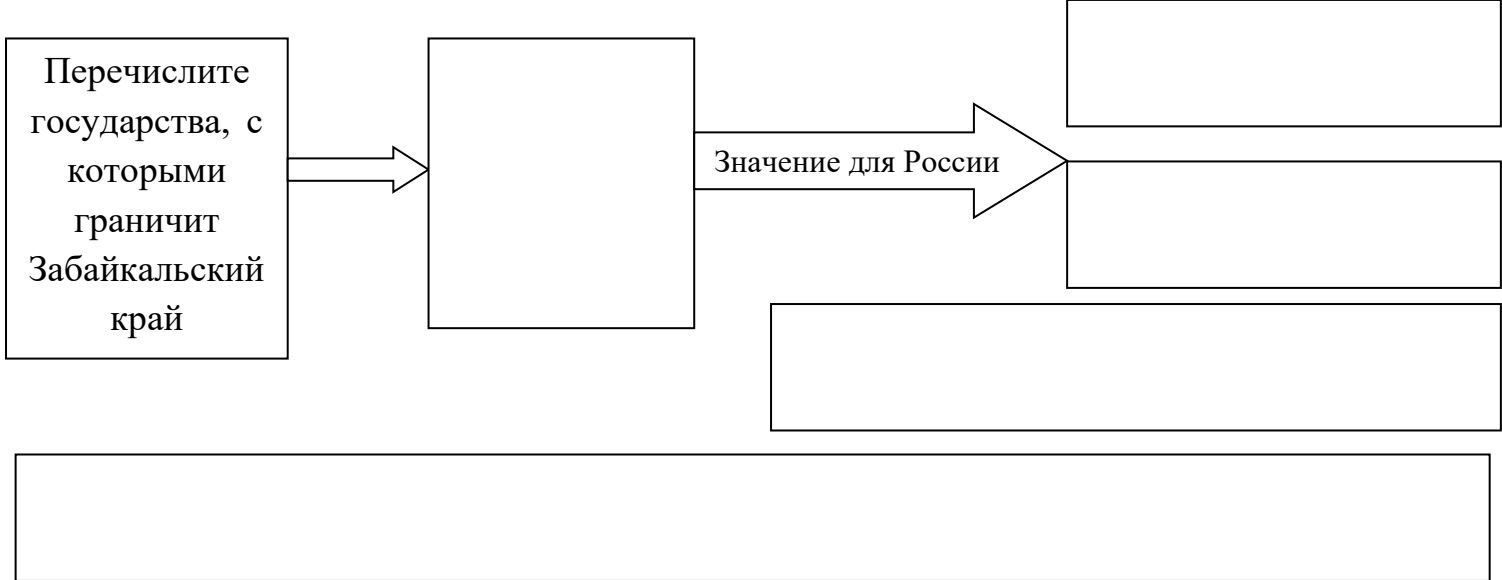 Перечислите
государства, с
которыми
граничит
Забайкальский
край
Значение для России